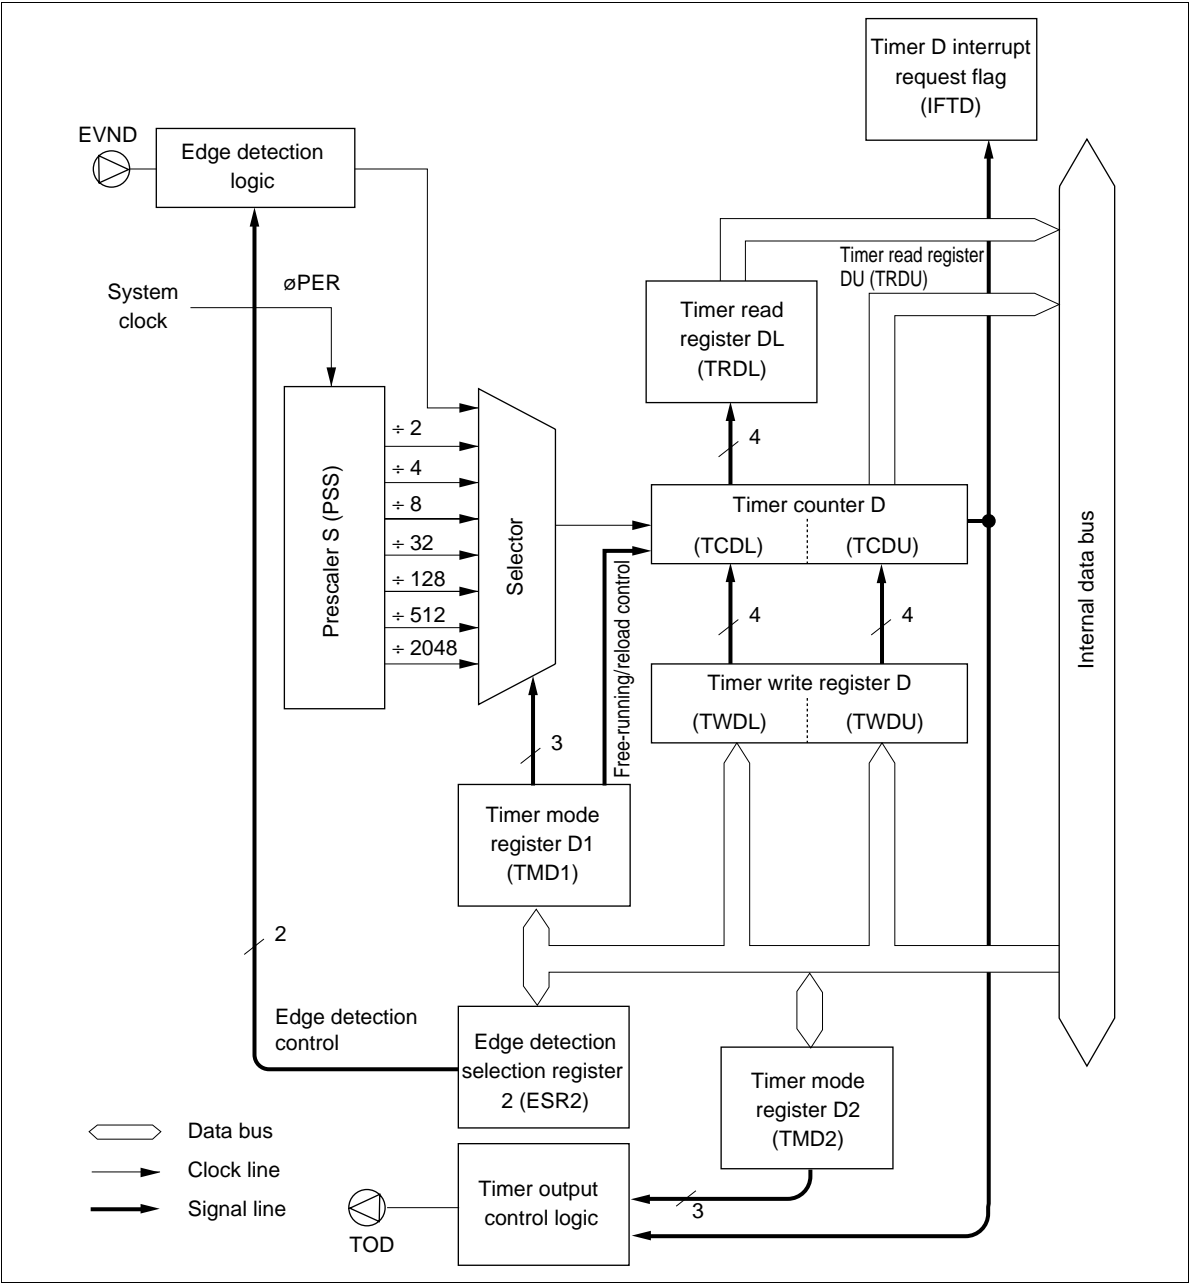 Timer D interrupt
request flag
(IFTD)
EVND
Edge detection
logic
System
clock
øPER
Timer read register
DU (TRDU)
Timer read
register DL
(TRDL)
÷ 2
÷ 4
÷ 8
÷ 32
÷ 128
÷ 512
÷ 2048
Prescaler S (PSS)
Selector
4
Timer counter D
(TCDL)
(TCDU)
Free-running/reload control
4
4
Timer write register D
(TWDL)
(TWDU)
Internal data bus
3
Timer mode
register D1
(TMD1)
2
Edge detection
control
Edge detection
selection register
2 (ESR2)
Timer mode
register D2
(TMD2)
Data bus
Clock line
Signal line
TOD
Timer output
control logic
3